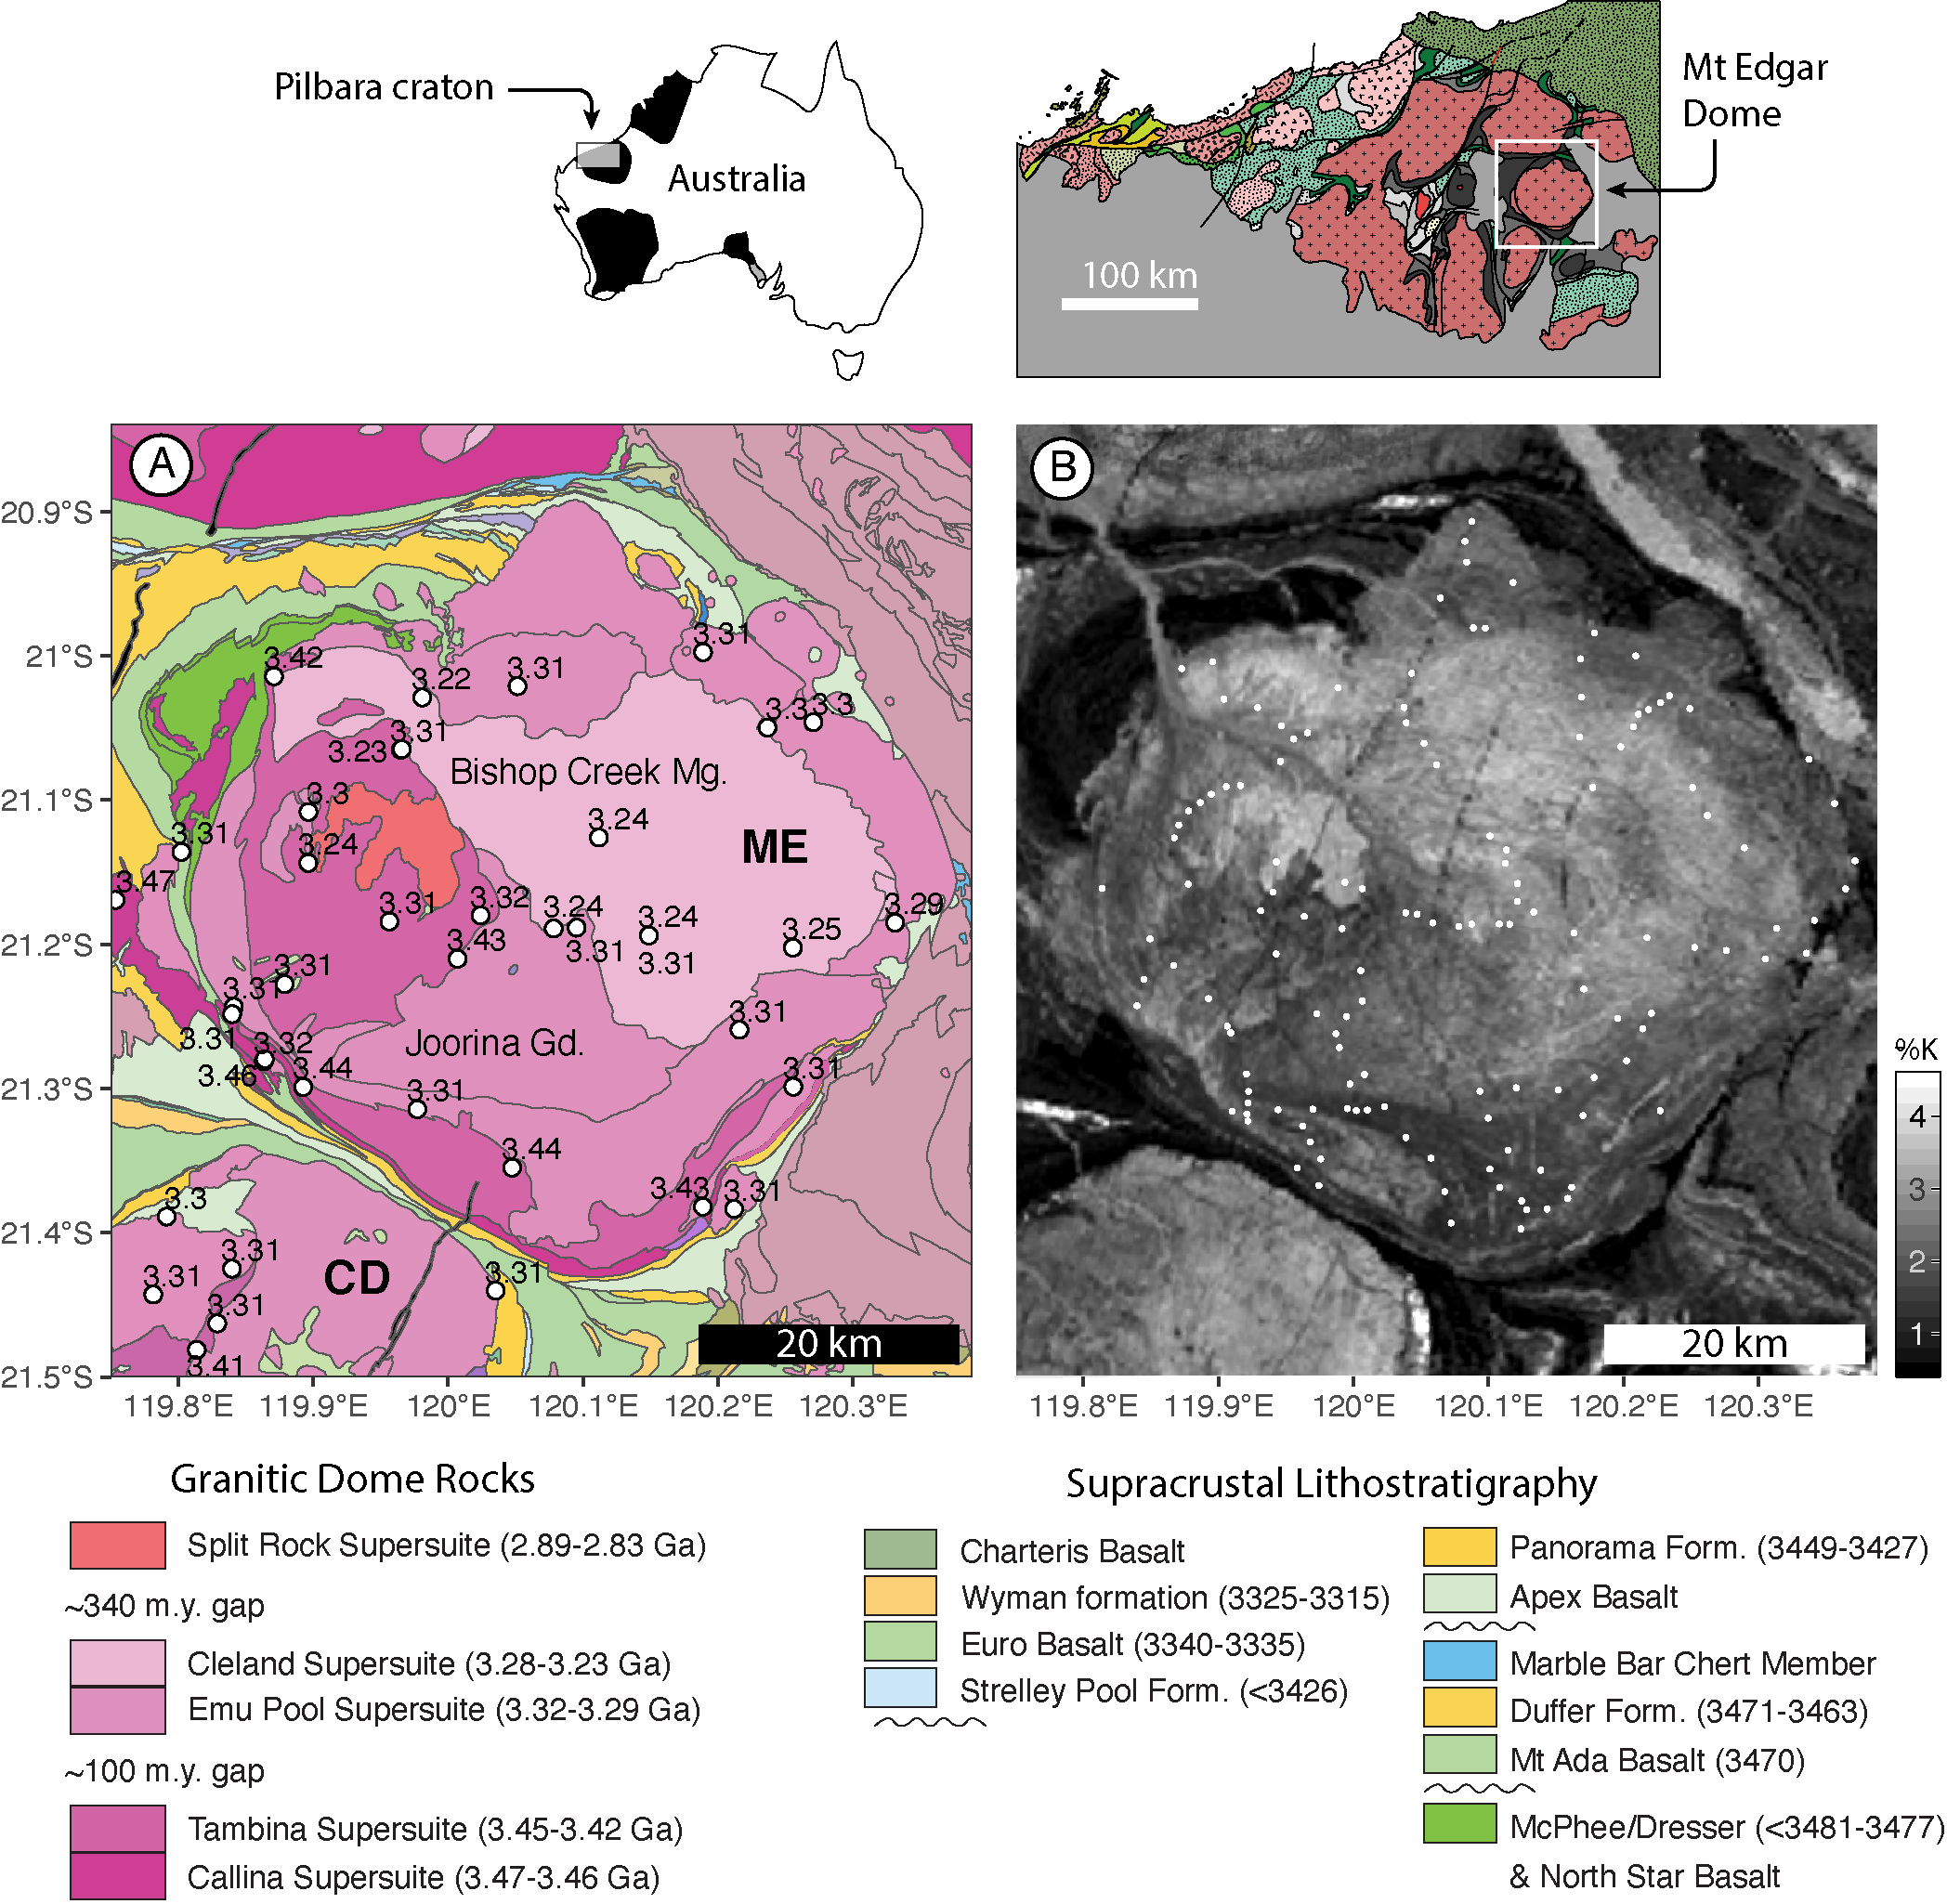 Pilbara craton
Australia
Mt Edgar
Dome
100 km
A
20.9°S
21°S
21.1°S
21.2°S
21.3°S
21.4°S
21.5°S
119.8°E
119.9°E
120°E
120.1°E
120.2°E
120.3°E
3.42
3.22
3.31
3.31
3.3
3.3
3.31
3.23
Bishop Creek Mg.
3.3
3.24
3.24
ME
3.31
3.47
3.31
3.32
3.24
3.24
3.29
3.43
3.31
3.31
3.25
3.31
3.31
3.31
3.31
3.32
Joorina Gd.
3.46
3.44
3.31
3.31
3.44
3.43
3.31
3.3
3.31
3.31
3.31
3.31
3.41
CD
20 km
B
20 km
%K
4
3
2
1
119.8°E
119.9°E
120°E
120.1°E
120.2°E
120.3°E
Granitic Dome Rocks
Split Rock Supersuite (2.89-2.83 Ga)
~340 m.y. gap
Cleland Supersuite (3.28-3.23 Ga)
Emu Pool Supersuite (3.32-3.29 Ga)
~100 m.y. gap
Tambina Supersuite (3.45-3.42 Ga)
Callina Supersuite (3.47-3.46 Ga)
Supracrustal Lithostratigraphy
Charteris Basalt
Wyman formation (3325-3315)
Euro Basalt (3340-3335)
Strelley Pool Form. (<3426)
Panorama Form. (3449-3427)
Apex Basalt
Marble Bar Chert Member
Duffer Form. (3471-3463)
Mt Ada Basalt (3470)
McPhee/Dresser (<3481-3477)
& North Star Basalt